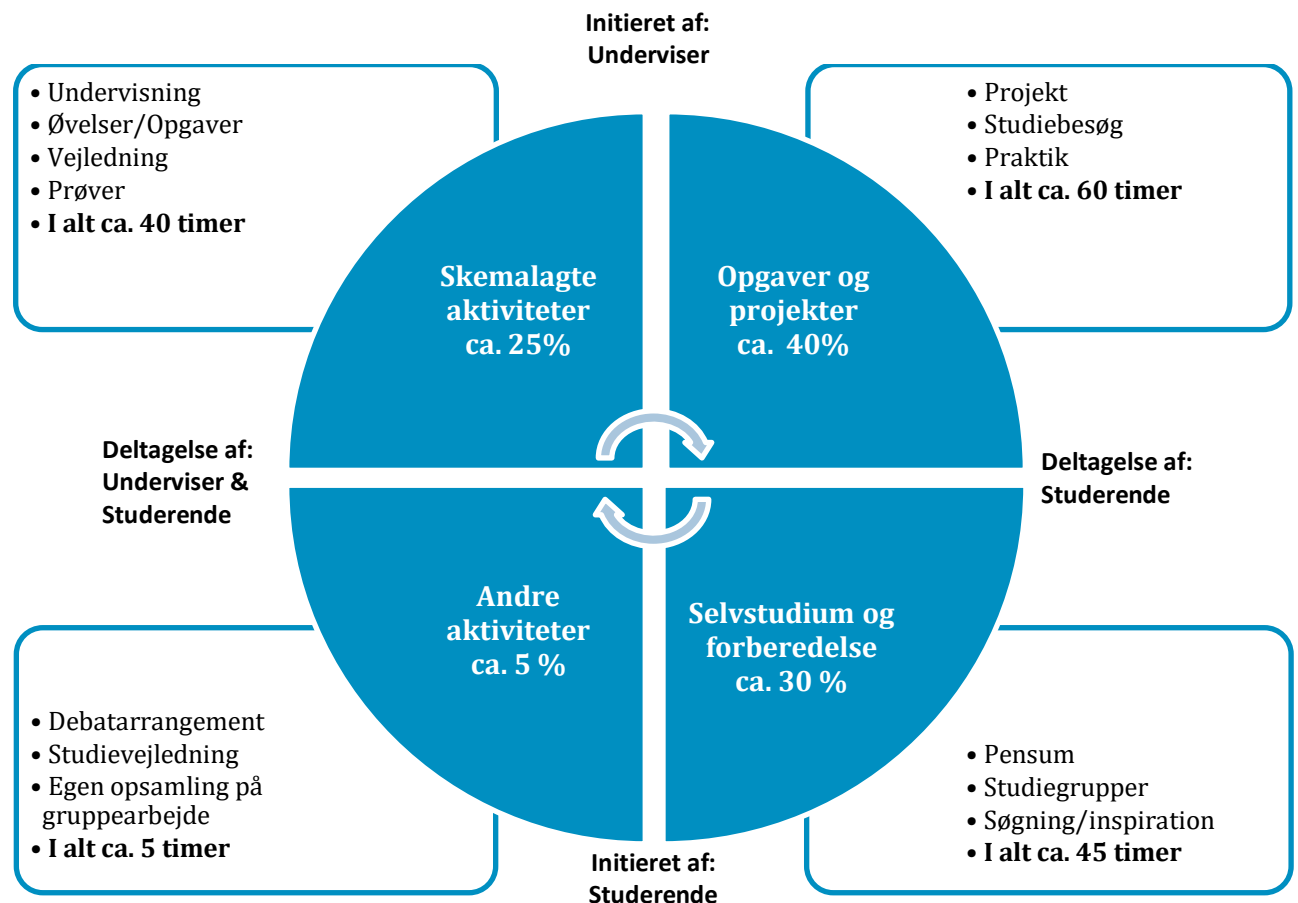 Initieret af:
Underviser
• Undervisning
• Øvelser/Opgaver
• Vejledning
• Prøver
• I alt ca. 40 timer
• Projekt
• Studiebesøg
• Praktik
• I alt ca. 60 timer
Skemalagte
aktiviteter
ca. 25%
Opgaver og
projekter
ca. 40%
Deltagelse af:
Underviser &
Studerende
Deltagelse af:
Studerende
Andre
aktiviteter
ca. 5 %
Selvstudium og
forberedelse
ca. 30 %
• Debatarrangement
• Studievejledning
• Egen opsamling på
gruppearbejde
• I alt ca. 5 timer
• Pensum
• Studiegrupper
• Søgning/inspiration
• I alt ca. 45 timer
Initieret af:
Studerende